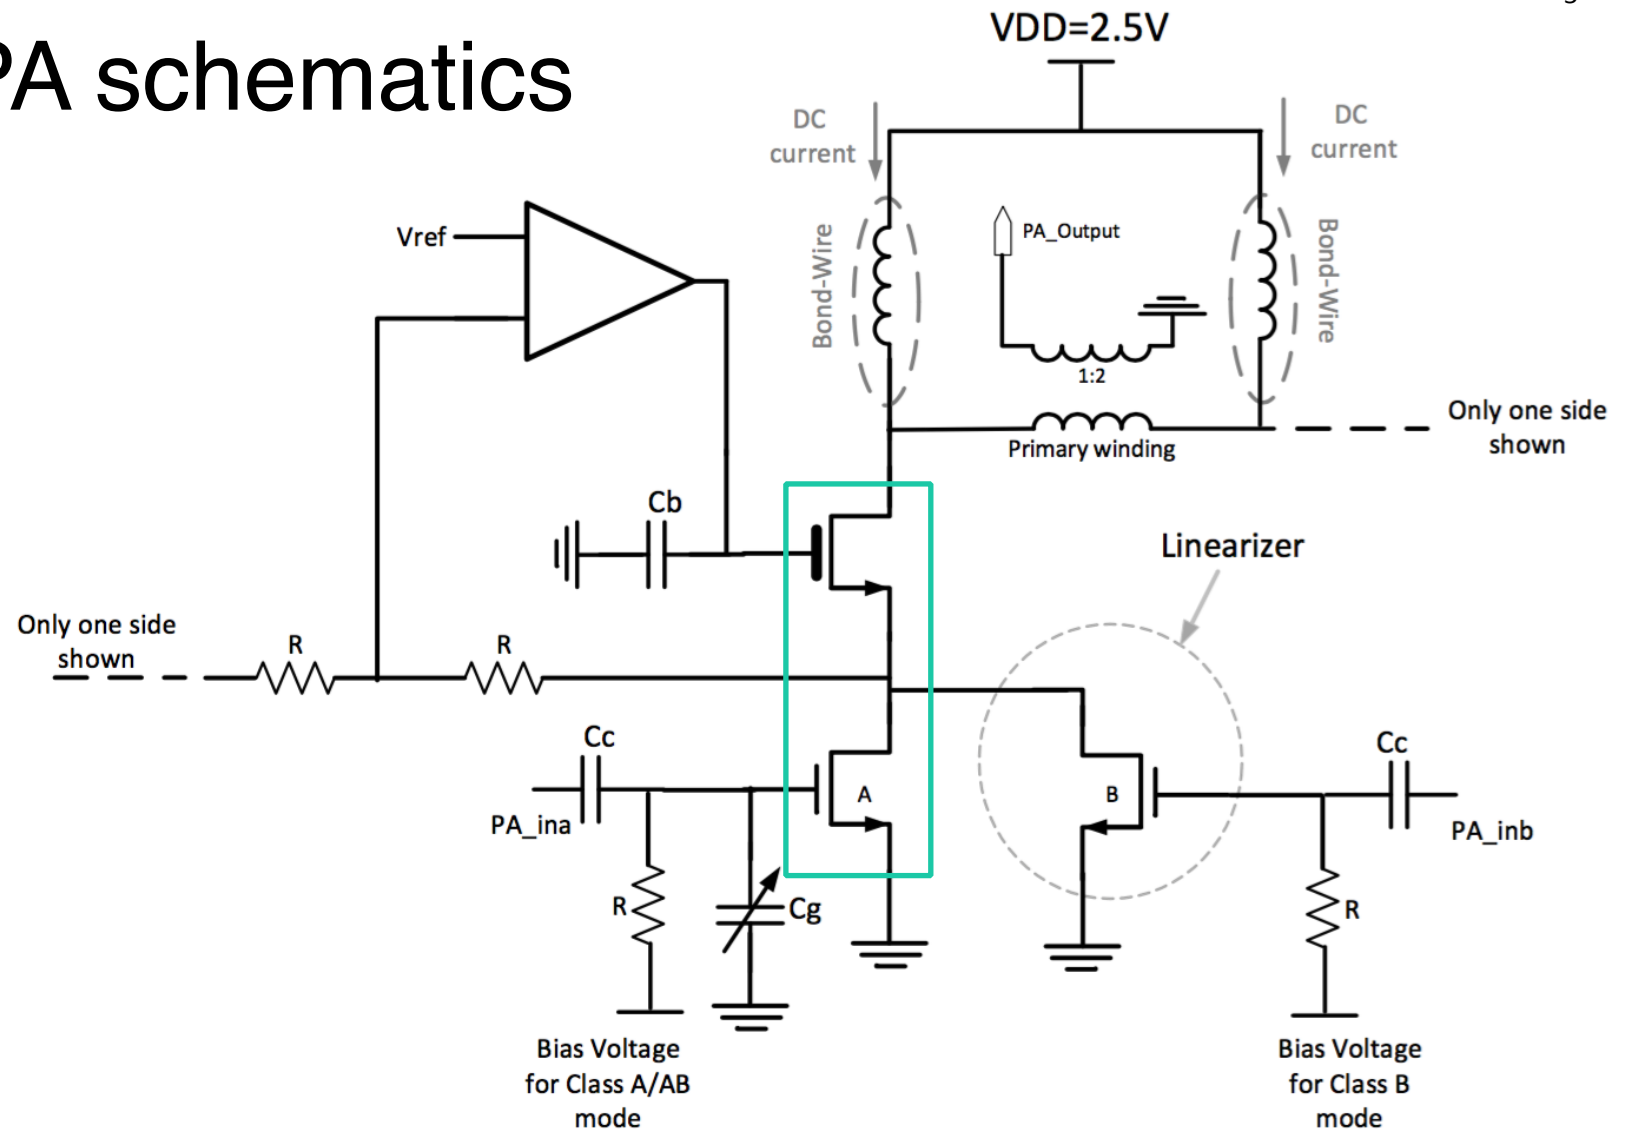 PA schematics
VDD=2.5V
DC
current
DC
current
Vref
Bond-Wire
PA_Output
Bond-Wire
1:2
Primary winding
Only one side
shown
Cb
Linearizer
Only one side
shown
R
R
Cc
PA_ina
A
B
Cc
PA_inb
R
Cg
R
Bias Voltage
for Class A/AB
mode
Bias Voltage
for Class B
mode